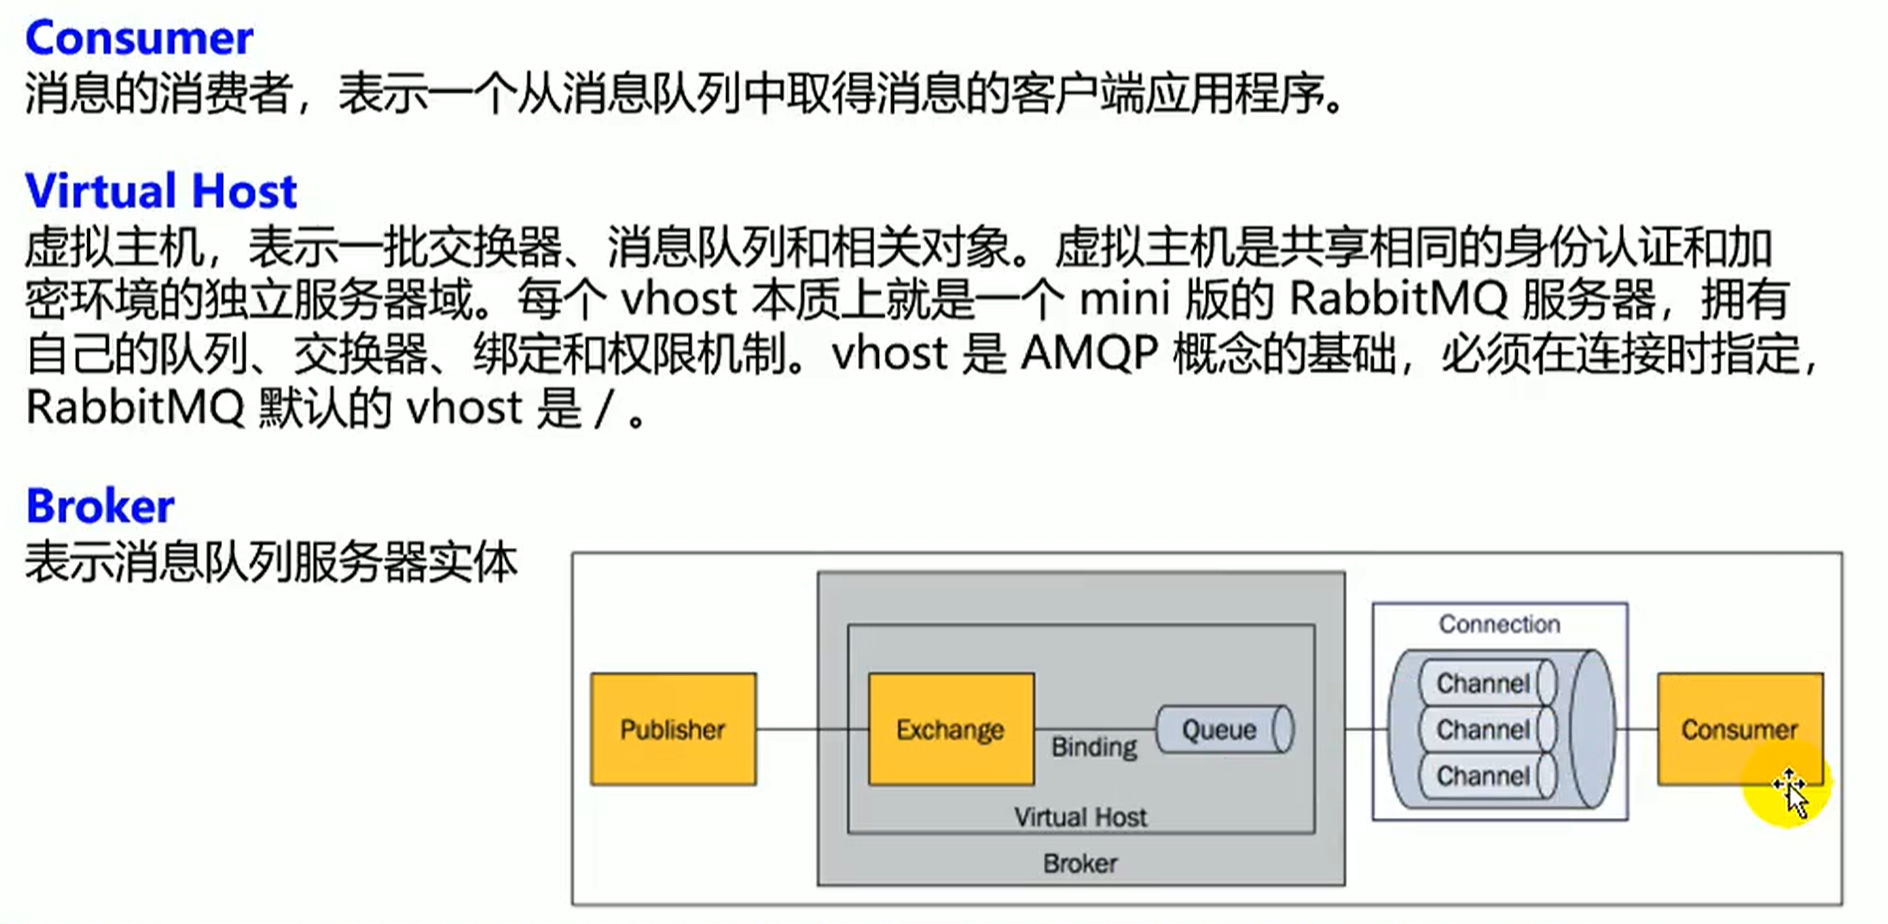 Consumer
消息的消费者，表示一个从消息队列中取得消息的客户端应用程序。
Virtual Host
虚拟主机，表示一批交换器、消息队列和相关对象。虚拟主机是共享相同的身份认证和加
密环境的独立服务器域。每个 vhost 本质上就是一个 mini 版的 RabbitMQ 服务器，拥有
自己的队列、交换器、绑定和权限机制。vhost 是 AMQP 概念的基础，必须在连接时指定，
RabbitMQ 默认的 vhost 是 / 。
Broker
表示消息队列服务器实体
Publisher
Exchange
Binding
Queue
Virtual Host
Broker
Connection
Channel
Channel
Channel
Consumer